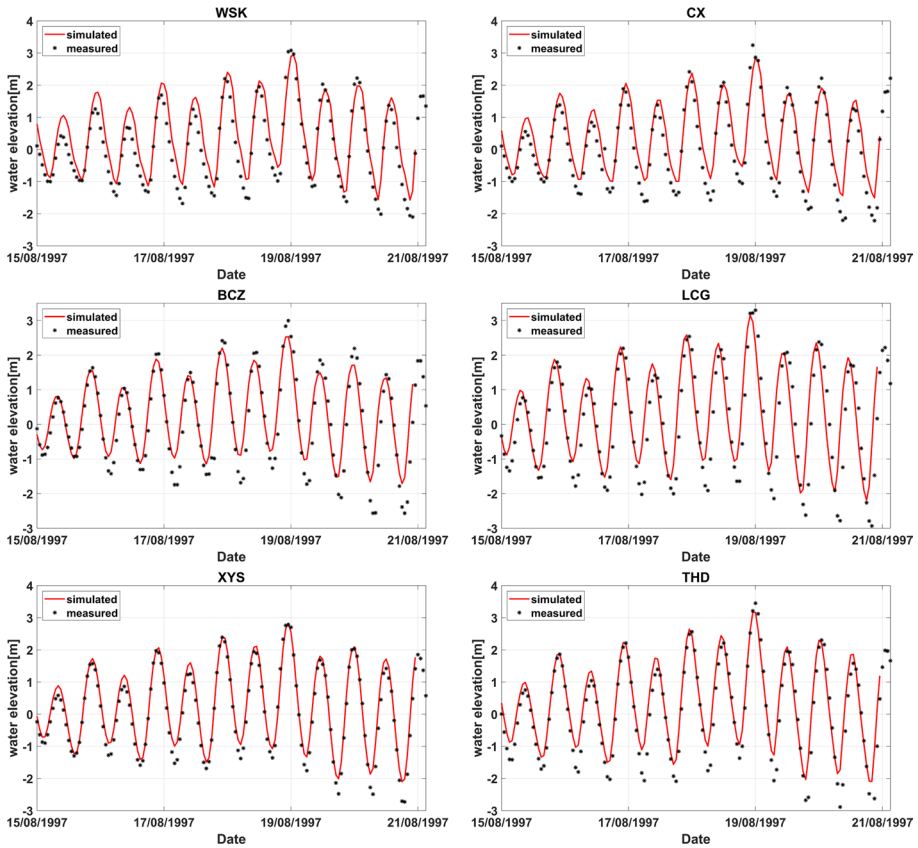 WSK
4
3
2
1
0
-1
-2
-3
water elevation[m]
simulated
measured
15/08/1997 17/08/1997 19/08/1997 21/08/1997
Date
CX
4
3
2
1
0
-1
-2
-3
water elevation[m]
simulated
measured
15/08/1997 17/08/1997 19/08/1997 21/08/1997
Date
BCZ
3
2
1
0
-1
-2
-3
water elevation[m]
simulated
measured
15/08/1997 17/08/1997 19/08/1997 21/08/1997
Date
LCG
3
2
1
0
-1
-2
-3
water elevation[m]
simulated
measured
15/08/1997 17/08/1997 19/08/1997 21/08/1997
Date
XYS
4
3
2
1
0
-1
-2
-3
water elevation[m]
simulated
measured
15/08/1997 17/08/1997 19/08/1997 21/08/1997
Date
THD
4
3
2
1
0
-1
-2
-3
water elevation[m]
simulated
measured
15/08/1997 17/08/1997 19/08/1997 21/08/1997
Date